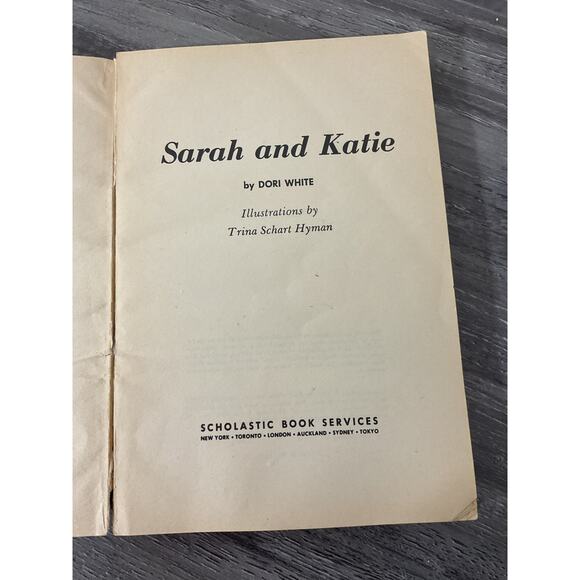 Sarah and Katie
by DORI WHITE
Illustrations by
Trina Schart Hyman
SCHOLASTIC BOOK SERVICES
NEW YORK • TORONTO • LONDON • AUCKLAND • SYDNEY • TOKYO